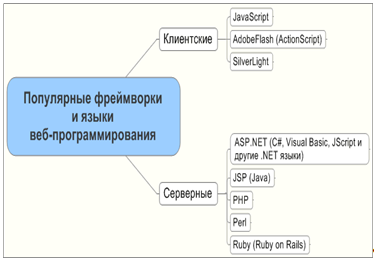 Популярные фреймворки
и языки
веб-программирования
Клиентские
JavaScript
AdobeFlash (ActionScript)
SilverLight
Серверные
ASP.NET (C#, Visual Basic, JScript и
другие .NET языки)
JSP (Java)
PHP
Perl
Ruby (Ruby on Rails)